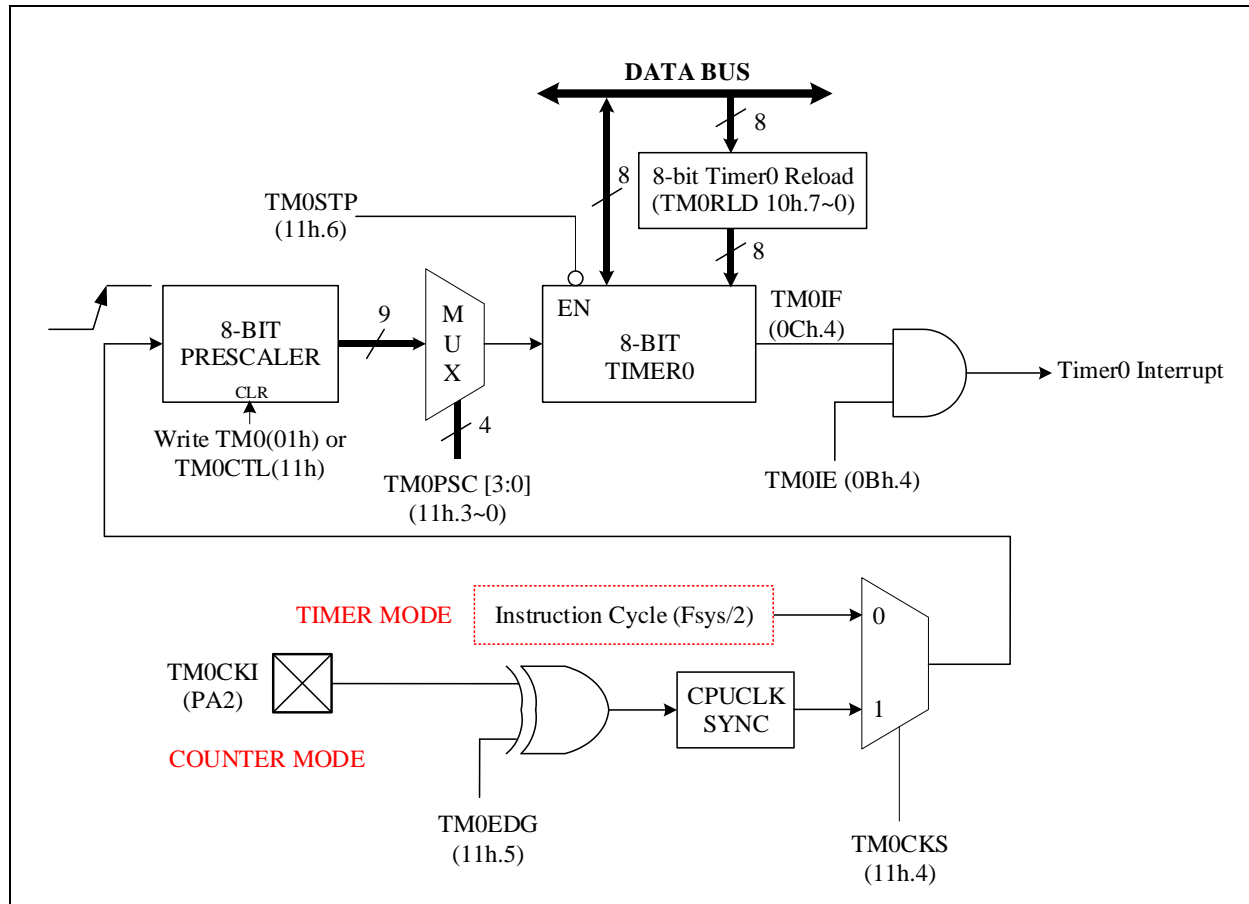 DATA BUS
8
8
8-bit Timer0 Reload
(TM0RLD 10h.7~0)
8
TM0STP
(11h.6)
EN
8-BIT
TIMER0
TM0IF
(0Ch.4)
8-BIT
PRESCALER
CLR
9
M
U
X
4
Timer0 Interrupt
Write TM0(01h) or
TM0CTL(11h)
TM0PSC [3:0]
(11h.3~0)
TM0IE (0Bh.4)
TIMER MODE
Instruction Cycle (Fsys/2)
0
TM0CKI
(PA2)
CPUCLK
SYNC
1
COUNTER MODE
TM0EDG
(11h.5)
TM0CKS
(11h.4)